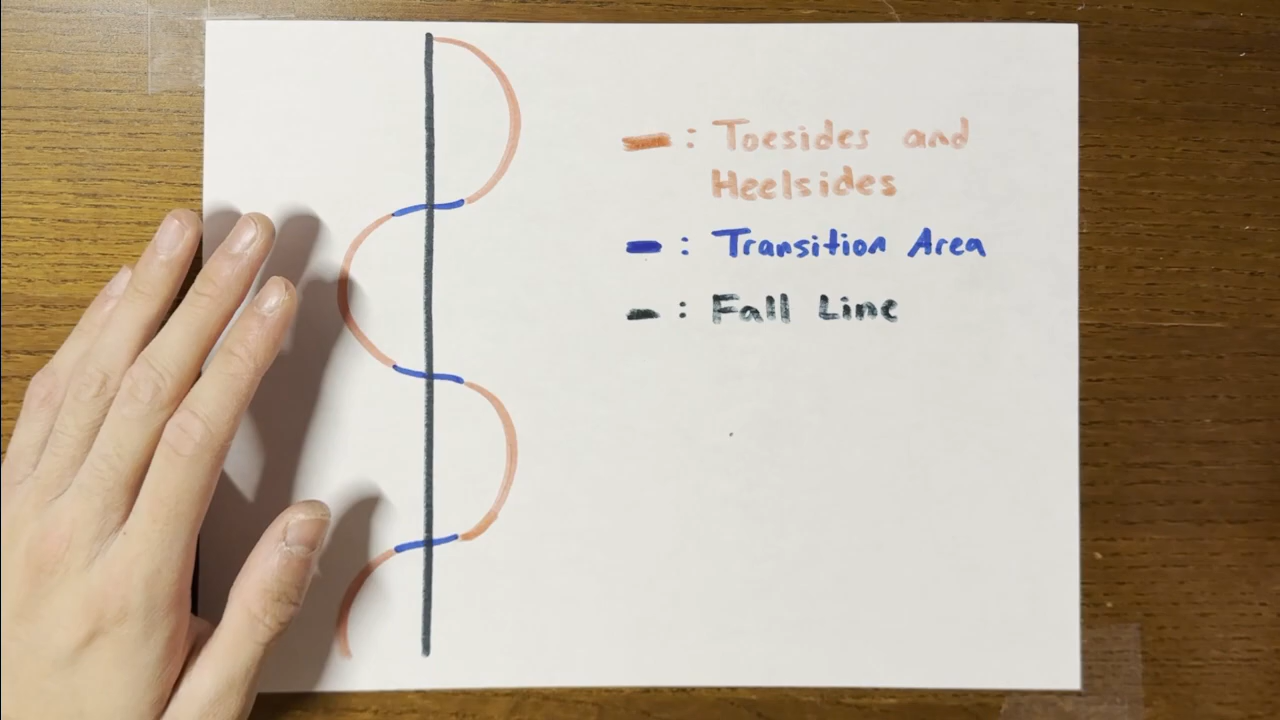 : Toesides and
Heelsides
: Transition Area
: Fall Line